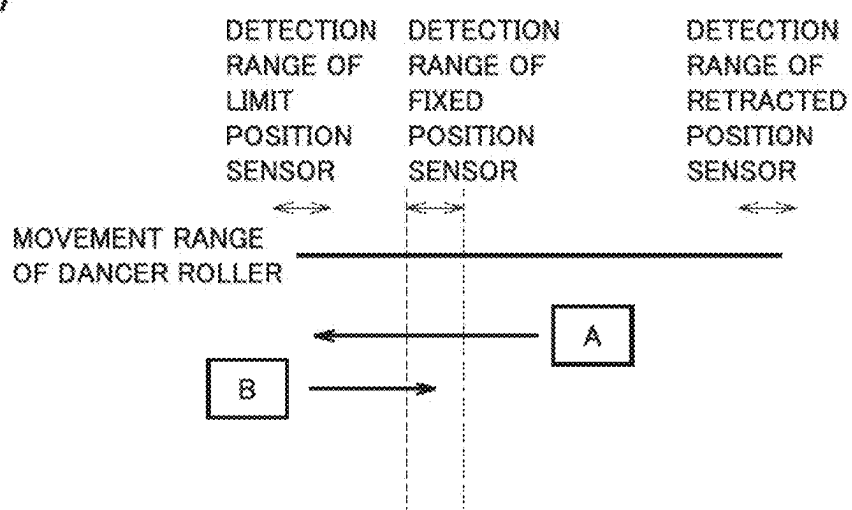 DETECTION
RANGE OF
LIMIT
POSITION
SENSOR
DETECTION
RANGE OF
FIXED
POSITION
SENSOR
DETECTION
RANGE OF
RETRACTED
POSITION
SENSOR
MOVEMENT RANGE
OF DANCER ROLLER
A
B